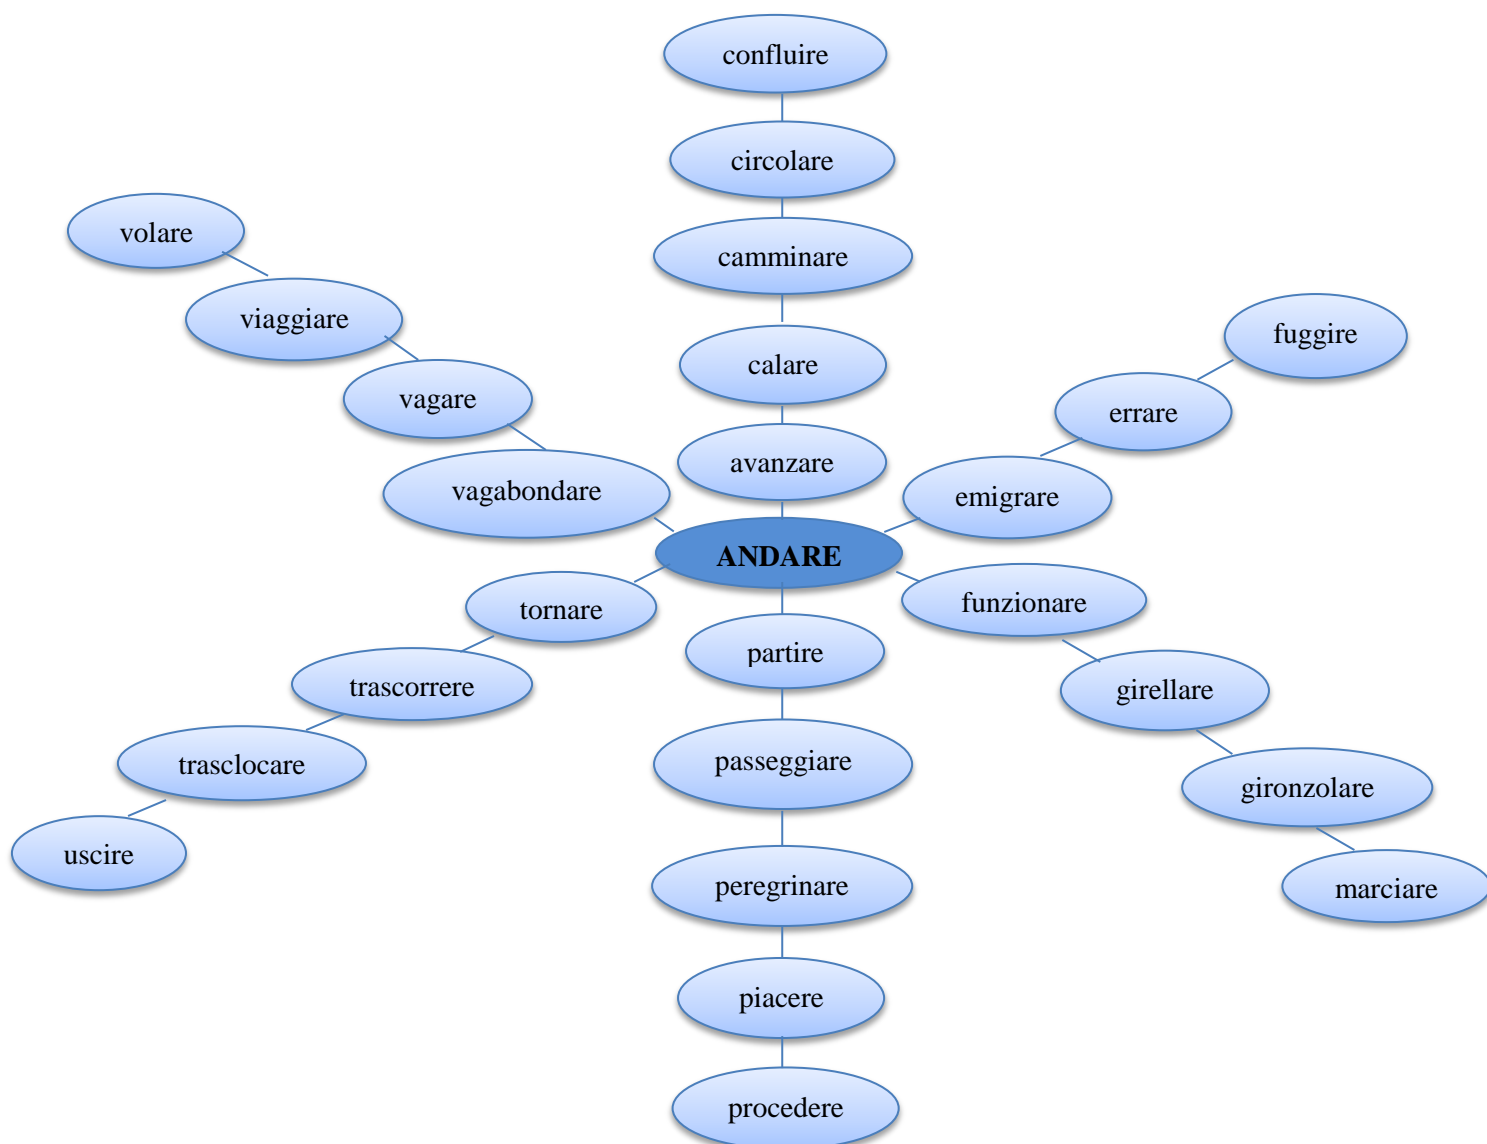 confluire
circolare
volare
camminare
viaggiare
fuggire
calare
vagare
errare
avanzare
vagabondare
emigrare
ANDARE
funzionare
tornare
partire
trascorrere
girellare
passeggiare
trasclocare
gironzolare
uscire
peregrinare
marciare
piacere
procedere